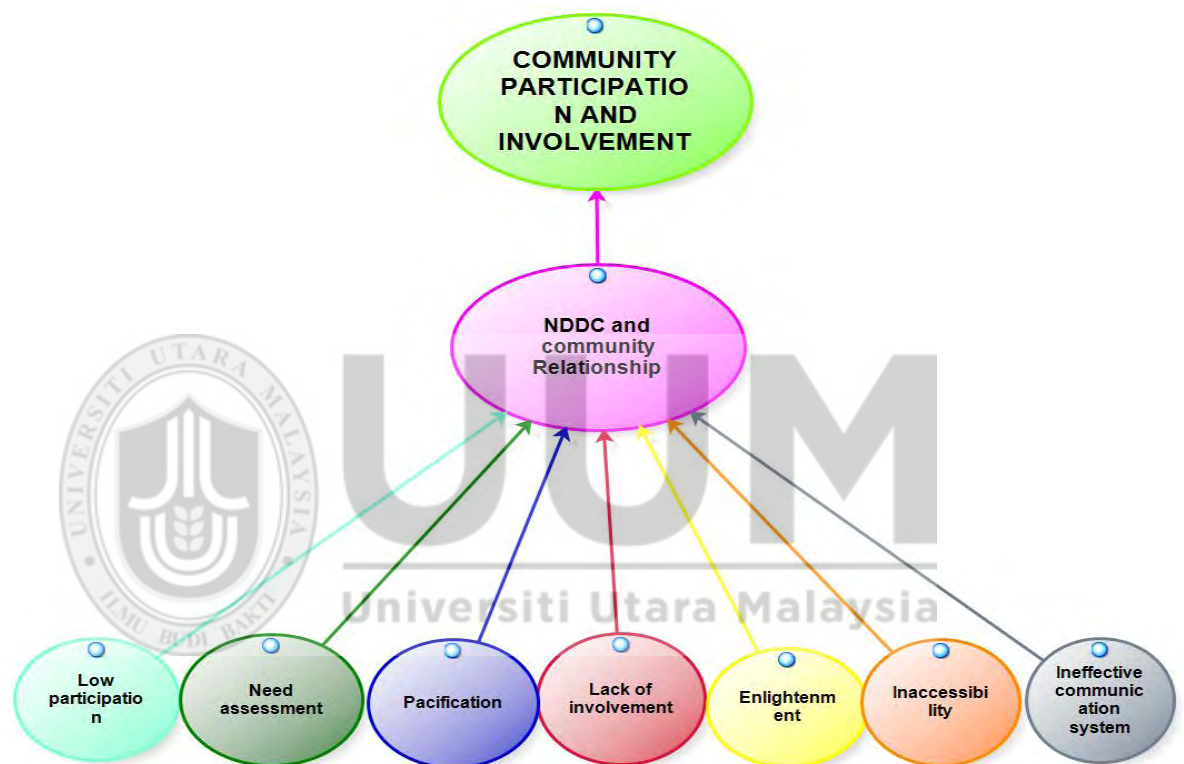 COMMUNITY
PARTICIPATIO
N AND
INVOLVEMENT
NDDC and
community
Relationship
UNIVERSITI UTARA MALAYSIA
ILMU BUDI BAKTI
UUM
Universiti Utara Malaysia
Low
participatio
n
Need
assessment
Pacification
Lack of
involvement
Enlightenm
ent
Inaccessibi
lity
Ineffective
communic
ation
system